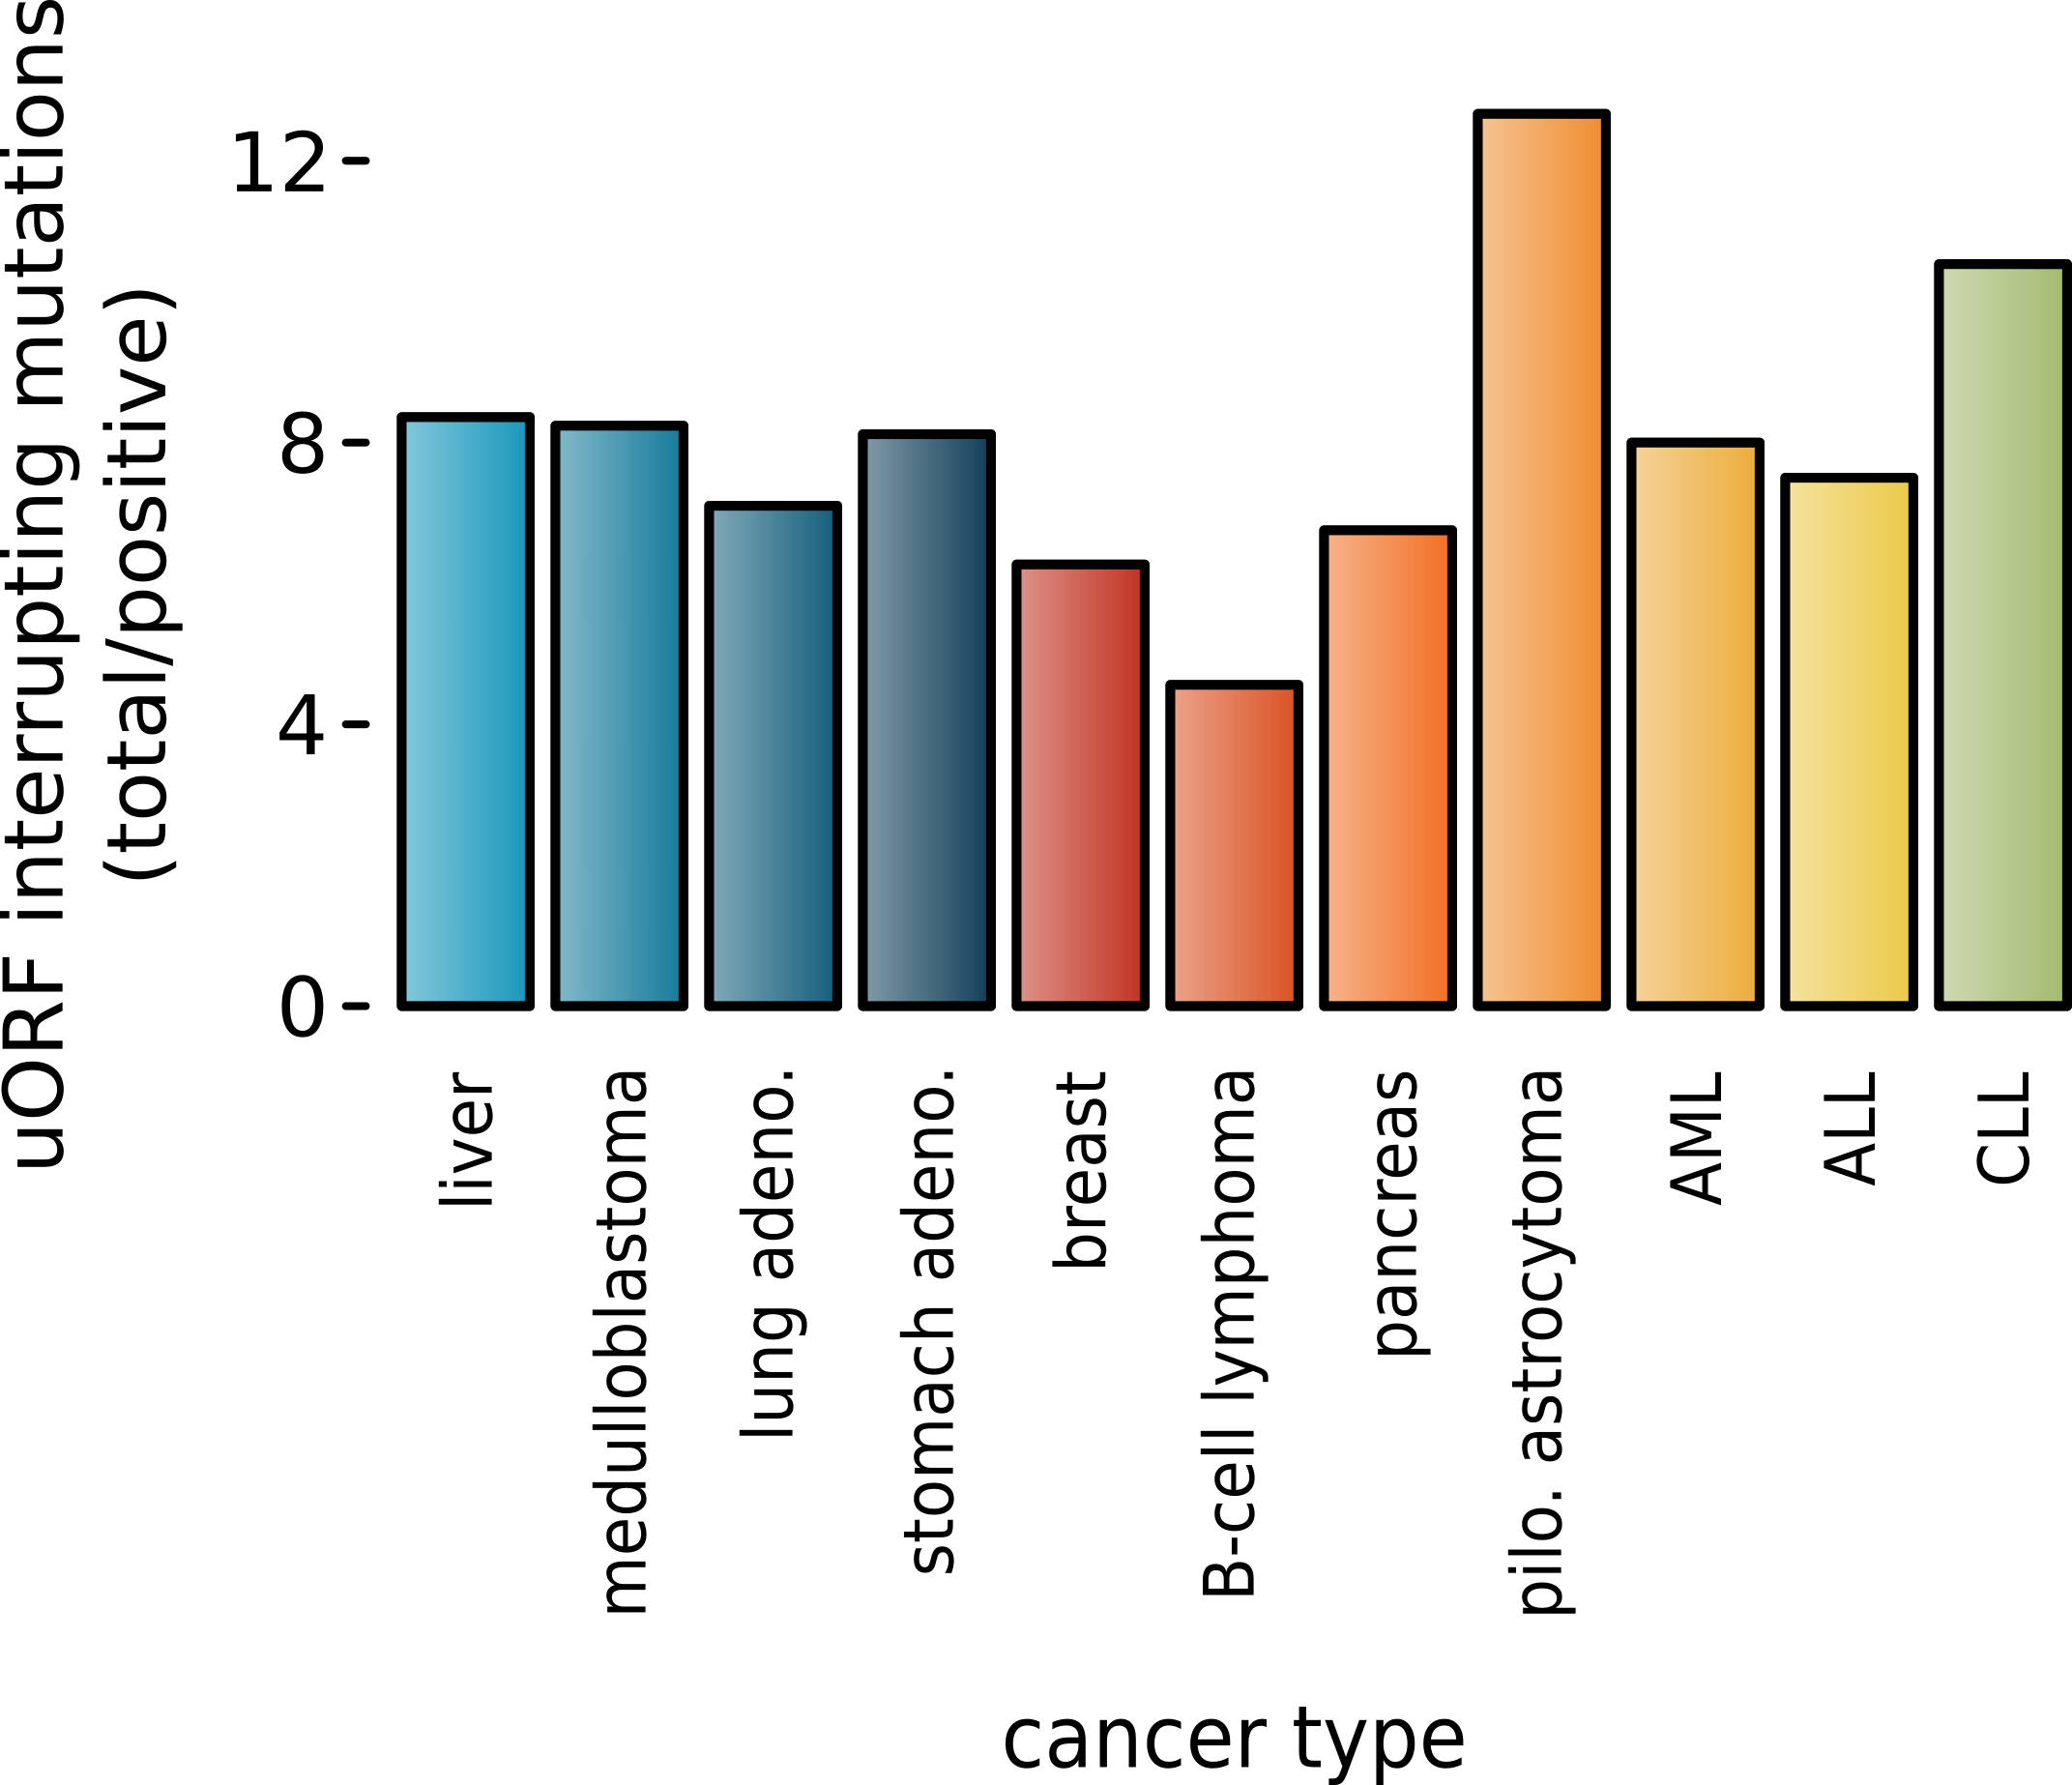 uORF interrupting mutations
(total/positive)
12
8
4
0
liver
medulloblastoma
lung adeno.
stomach adeno.
breast
B-cell lymphoma
pancreas
pilo. astrocytoma
AML
ALL
CLL
cancer type